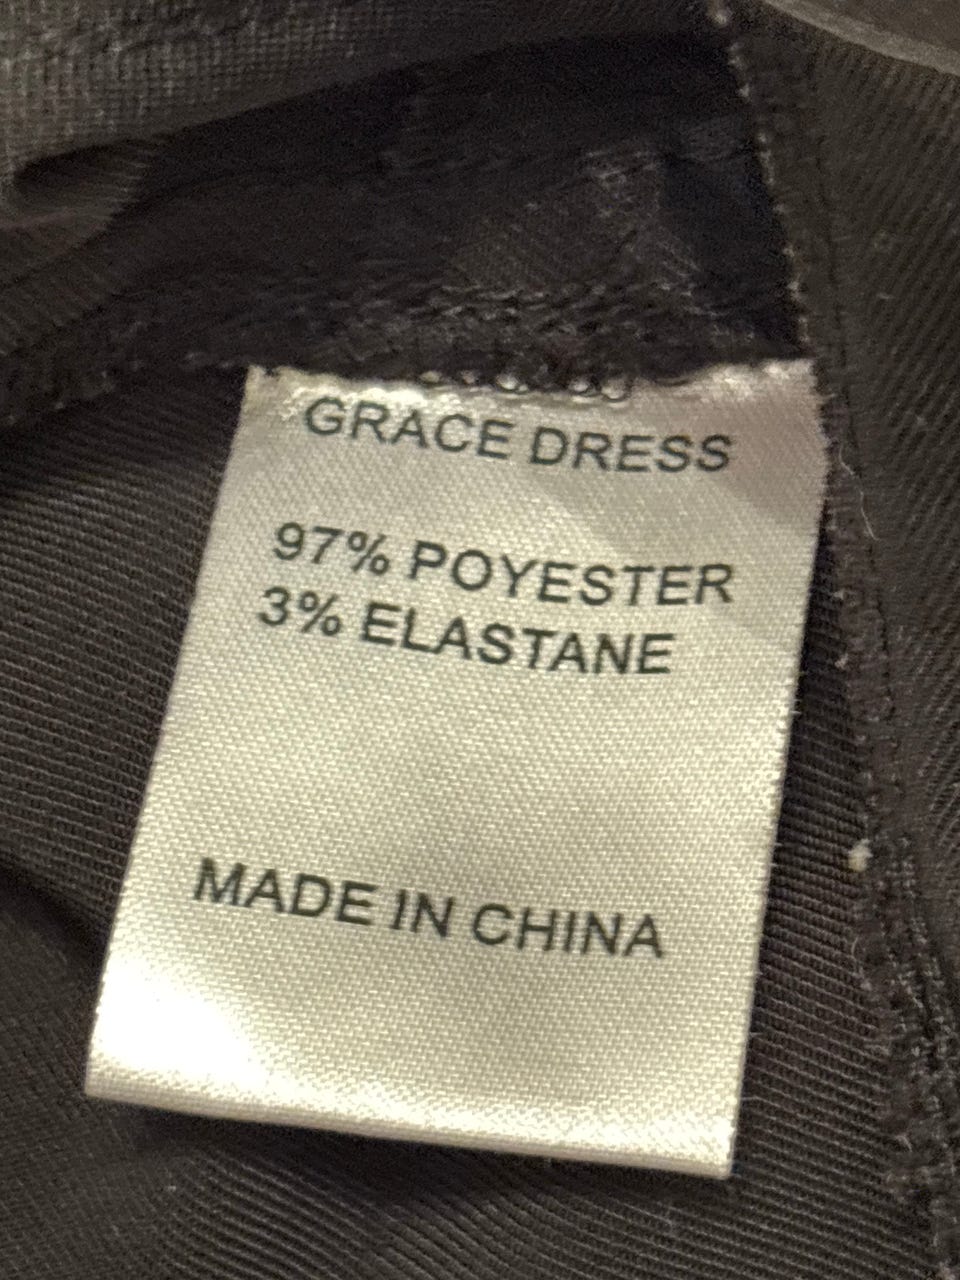 GRACE DRESS
97% POYESTER
3% ELASTANE
MADE IN CHINA